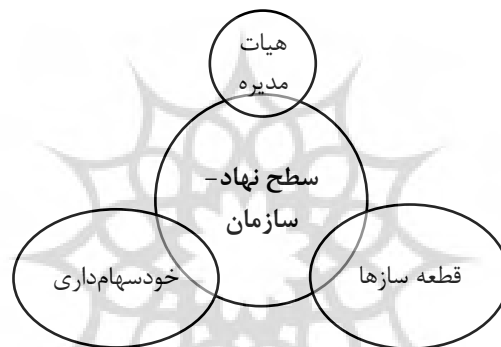 هیات
مدیره
سطح نهاد-
سازمان
قطعه سازها
خودسهام‌داری